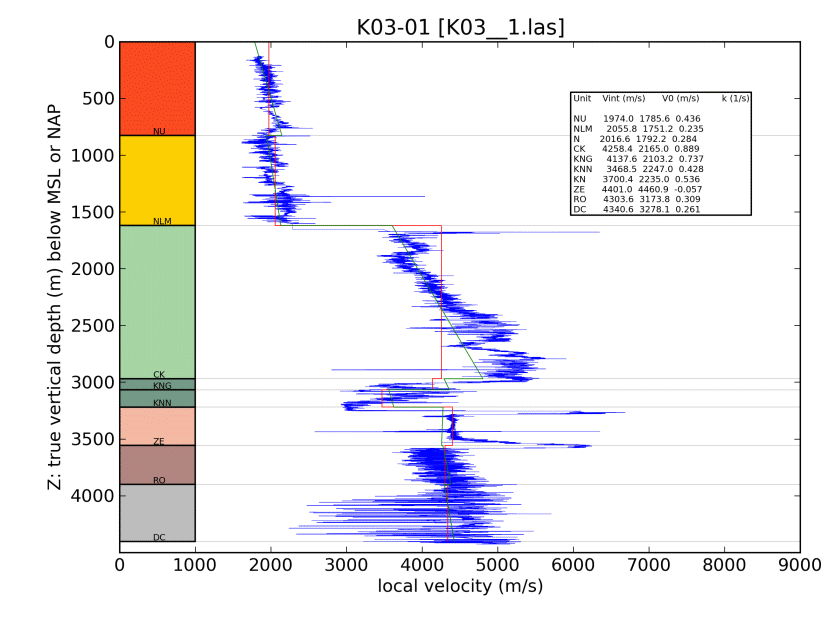 K03-01 [K03__1.las]
Z: true vertical depth (m) below MSL or NAP
0
500
1000
1500
2000
2500
3000
3500
4000
NU
NLM
CK
KNG
KNN
ZE
RO
DC
Unit Vint (m/s) V0 (m/s) k (1/s)
NU 1974.0 1785.6 0.436
NLM 2055.8 1751.2 0.235
N 2016.6 1792.2 0.284
CK 4258.4 2165.0 0.889
KNG 4137.6 2103.2 0.737
KNN 3468.5 2247.0 0.428
KN 3700.4 2235.0 0.536
ZE 4401.0 4460.9 -0.057
RO 4303.6 3173.8 0.309
DC 4340.6 3278.1 0.261
0 1000 2000 3000 4000 5000 6000 7000 8000 9000
local velocity (m/s)